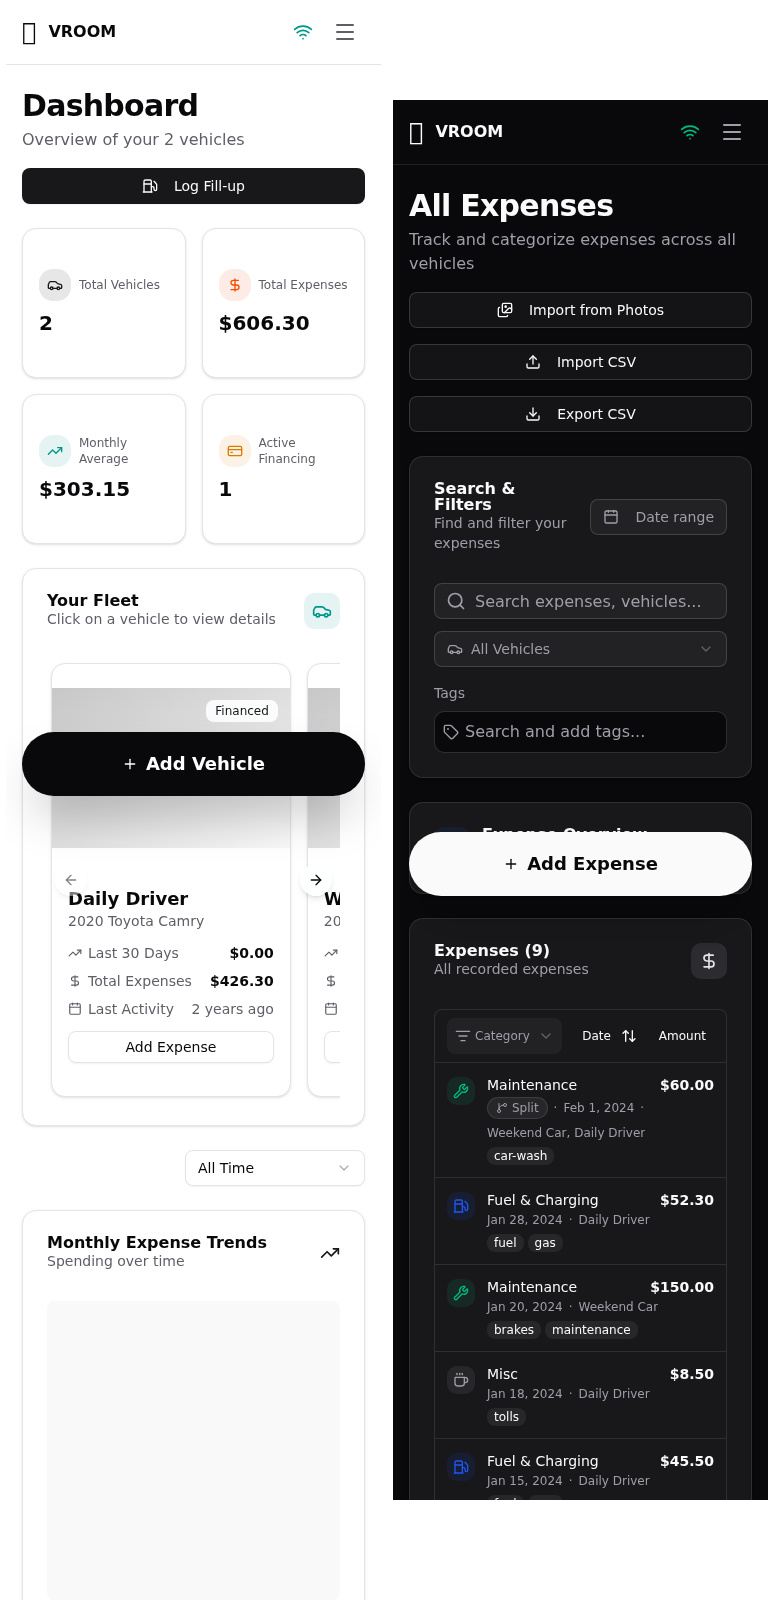 VROOM
Dashboard
Overview of your 2 vehicles
Log Fill-up
Total Vehicles
2
Total Expenses
$606.30
Monthly
Average
$303.15
Active
Financing
1
Your Fleet
Click on a vehicle to view details
Financed
+ Add Vehicle
Daily Driver
2020 Toyota Camry
Last 30 Days $0.00
Total Expenses $426.30
Last Activity 2 years ago
Add Expense
W
20
All Time
Monthly Expense Trends
Spending over time
VROOM
All Expenses
Track and categorize expenses across all
vehicles
Import from Photos
Import CSV
Export CSV
Search &
Filters
Find and filter your
expenses
Date range
Search expenses, vehicles...
All Vehicles
Tags
Search and add tags...
Expense Overview
+ Add Expense
Expenses (9)
All recorded expenses
Category Date Amount
Maintenance $60.00
Split · Feb 1, 2024 ·
Weekend Car, Daily Driver
car-wash
Fuel & Charging $52.30
Jan 28, 2024 · Daily Driver
fuel gas
Maintenance $150.00
Jan 20, 2024 · Weekend Car
brakes maintenance
Misc $8.50
Jan 18, 2024 · Daily Driver
tolls
Fuel & Charging $45.50
Jan 15, 2024 · Daily Driver